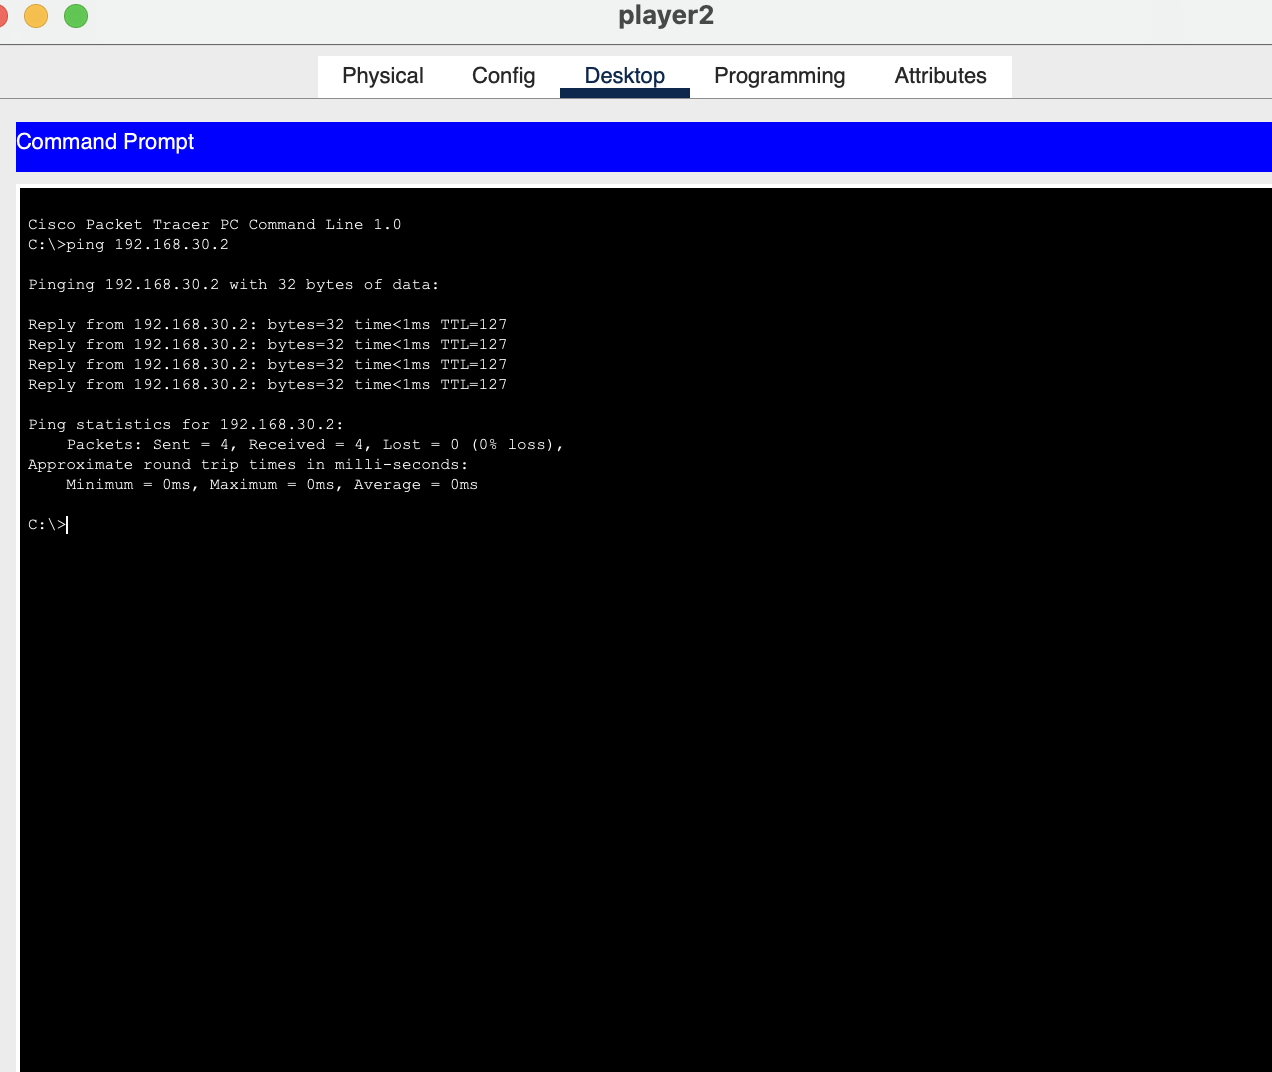 player2
Physical Config Desktop Programming Attributes
Command Prompt
Cisco Packet Tracer PC Command Line 1.0
C:\>ping 192.168.30.2
Pinging 192.168.30.2 with 32 bytes of data:
Reply from 192.168.30.2: bytes=32 time<1ms TTL=127
Reply from 192.168.30.2: bytes=32 time<1ms TTL=127
Reply from 192.168.30.2: bytes=32 time<1ms TTL=127
Reply from 192.168.30.2: bytes=32 time<1ms TTL=127
Ping statistics for 192.168.30.2:
    Packets: Sent = 4, Received = 4, Lost = 0 (0% loss),
Approximate round trip times in milli-seconds:
    Minimum = 0ms, Maximum = 0ms, Average = 0ms
C:\>